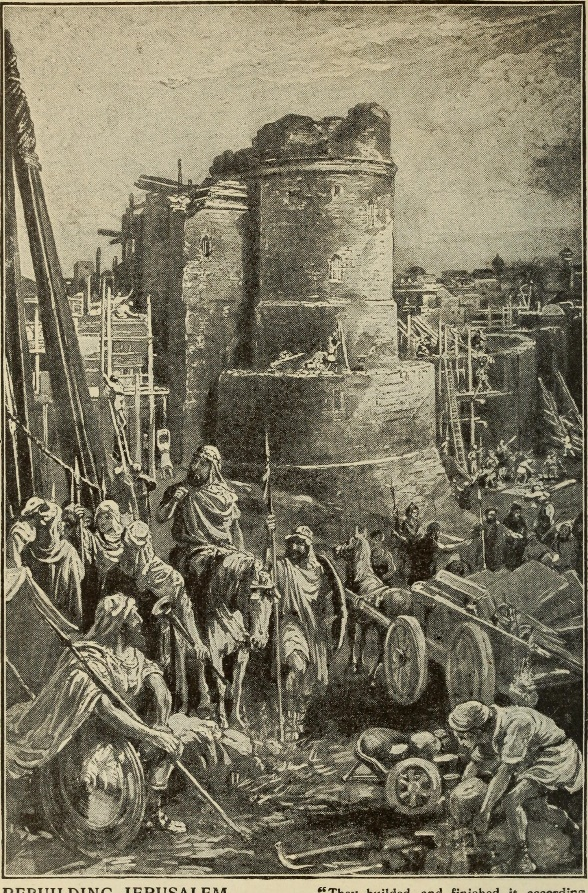 REBUILDING JERUSALEM
“They builded, and finished it, according